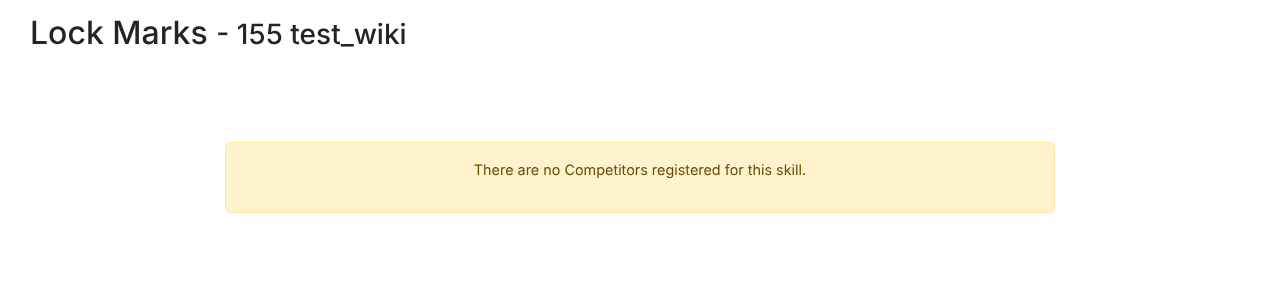 Lock Marks - 155 test_wiki
There are no Competitors registered for this skill.